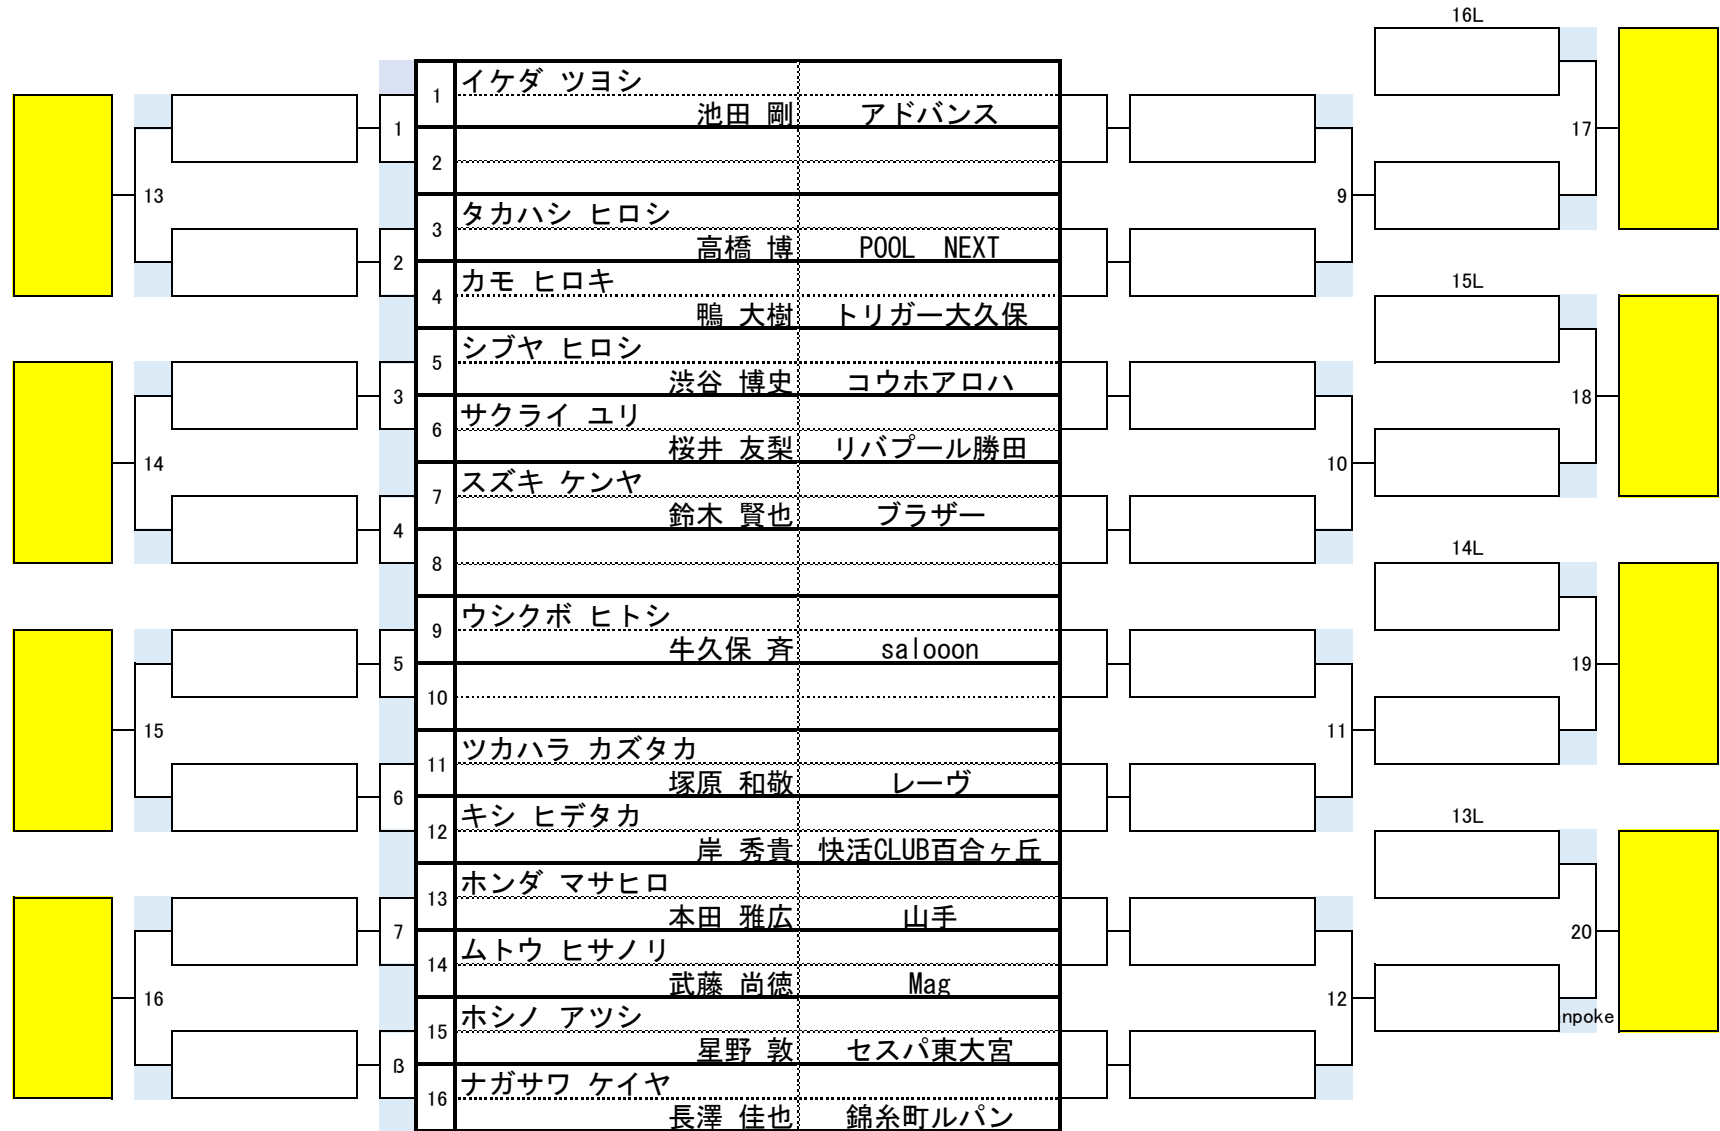 16L
1
イケダ ツヨシ
池田 剛 アドバンス
1
17
2
13
9
3
タカハシ ヒロシ
高橋 博 POOL NEXT
2
4
カモ ヒロキ
鴨 大樹 トリガー大久保
15L
5
シブヤ ヒロシ
渋谷 博史 コウホアロハ
3
18
6
サクライ ユリ
桜井 友梨 リバプール勝田
14
10
7
スズキ ケンヤ
鈴木 賢也 ブラザー
4
14L
8
9
ウシクボ ヒトシ
牛久保 斉 salooon
5
19
10
15
11
11
ツカハラ カズタカ
塚原 和敬 レーヴ
6
13L
12
キシ ヒデタカ
岸 秀貴 快活CLUB百合ヶ丘
13
ホンダ マサヒロ
本田 雅広 山手
7
20
14
ムトウ ヒサノリ
武藤 尚徳 Mag
16
12
npoke
15
ホシノ アツシ
星野 敦 セスパ東大宮
8
16
ナガサワ ケイヤ
長澤 佳也 錦糸町ルパン